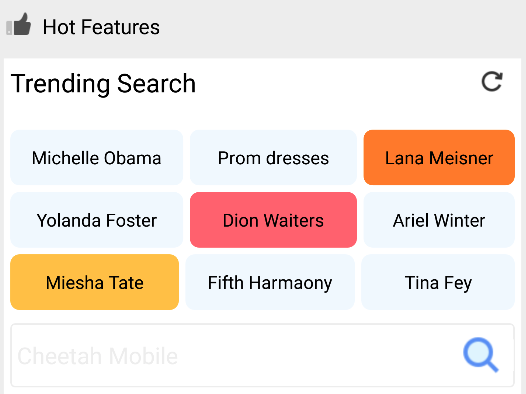 Hot Features
Trending Search
Michelle Obama Prom dresses Lana Meisner
Yolanda Foster Dion Waiters Ariel Winter
Miesha Tate Fifth Harmaony Tina Fey
Cheetah Mobile